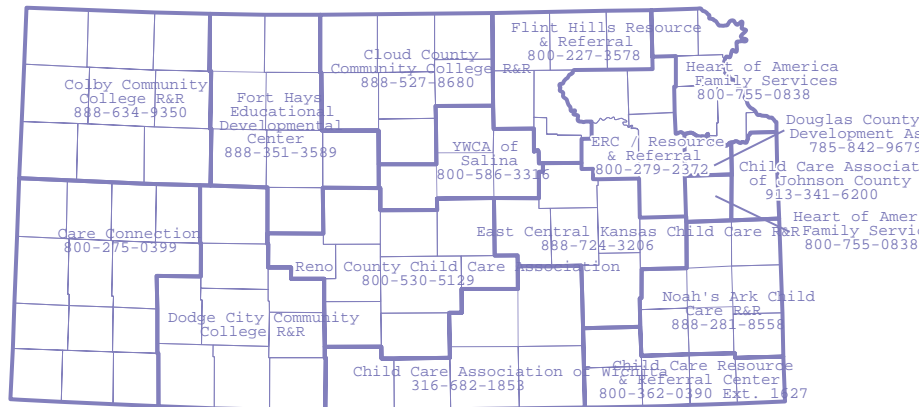 Flint Hills Resource
& Referral
800-227-3578
Cloud County
Community College R&R
888-527-8680
Heart of America
Family Services
800-755-0838
Colby Community
College R&R
888-634-9350
Fort Hays
Educational
Developmental
Center
888-351-3589
Douglas County
Development As
785-842-9679
YWCA of
Salina
800-586-3316
ERC / Resource
& Referral
800-279-2372
Child Care Associat
of Johnson County
913-341-6200
Heart of Amer
Family Servic
800-755-0838
Care Connection
800-275-0399
East Central Kansas Child Care R&R
888-724-3206
Reno County Child Care Association
800-530-5129
Noah's Ark Child
Care R&R
888-281-8558
Dodge City Community
College R&R
Child Care Association of Wichita
316-682-1853
Child Care Resource
& Referral Center
800-362-0390 Ext. 1627